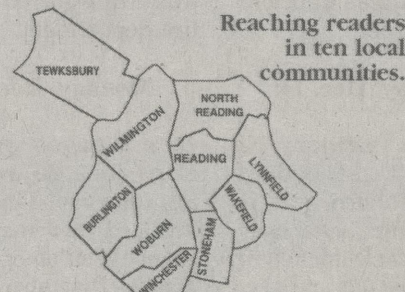 Reaching readers
in ten local
communities.
TEWKSBURY
NORTH
READING
WILMINGTON
READING
LYNNFIELD
BURLINGTON
WAKEFIELD
WOBURN
STONEHAM
WINCHESTER